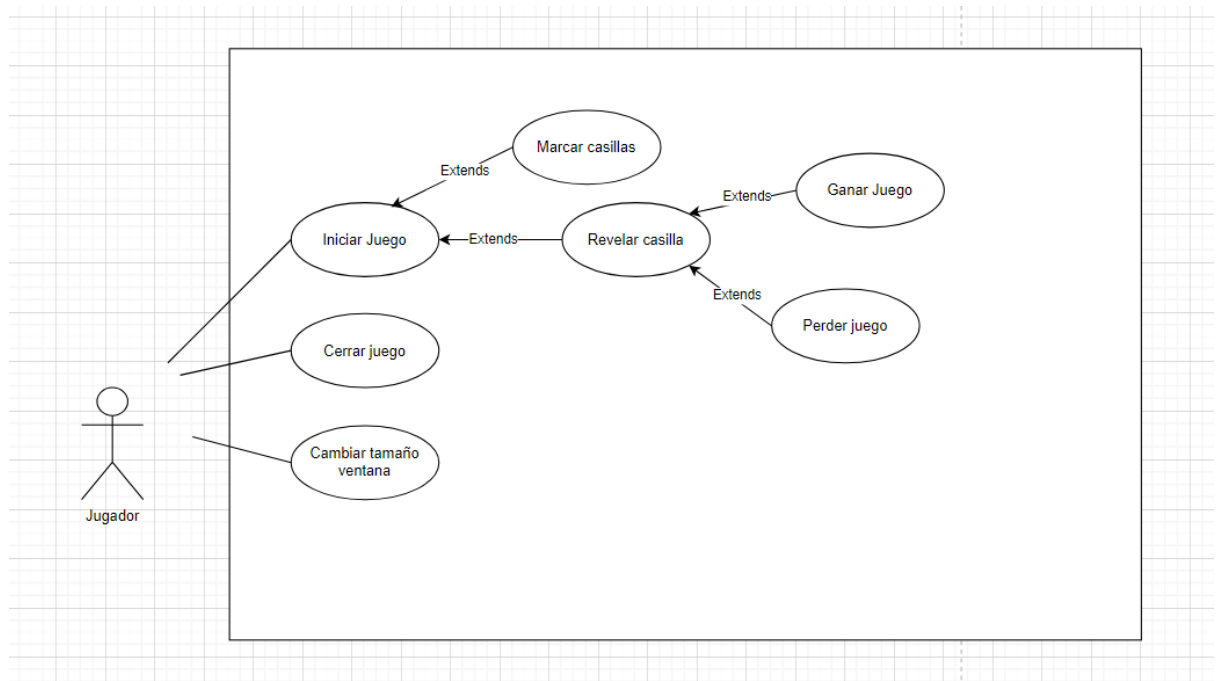 Marcar casillas
Extends
Ganar Juego
Extends
Iniciar Juego
Extends
Revelar casilla
Extends
Perder juego
Cerrar juego
Cambiar tamaño
ventana
Jugador